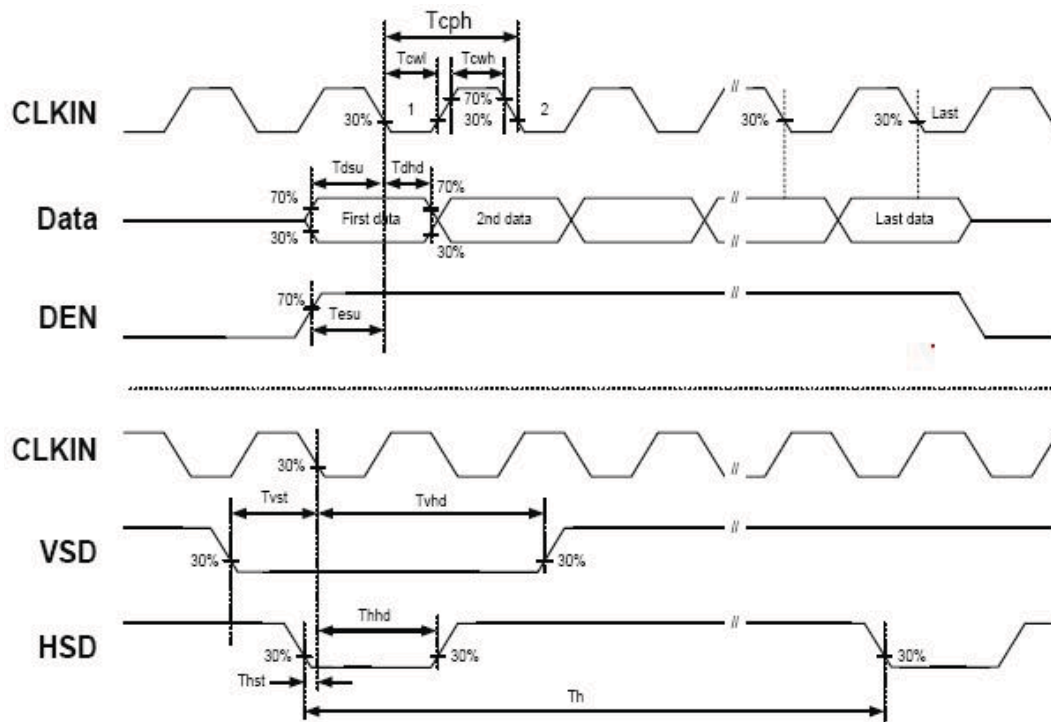 Tcph
Tcwl Tcwh
CLKIN 30% 1 70% 30% 2 // 30% 30% Last
Tdsu Tdhd
70% 70%
Data First data 2nd data // // Last data
30% 30%
DEN 70% Tesu //
CLKIN 30% //
Tvst Tvhd
VSD 30% 30% //
Thhd
HSD 30% 30% // 30%
Thst
Th